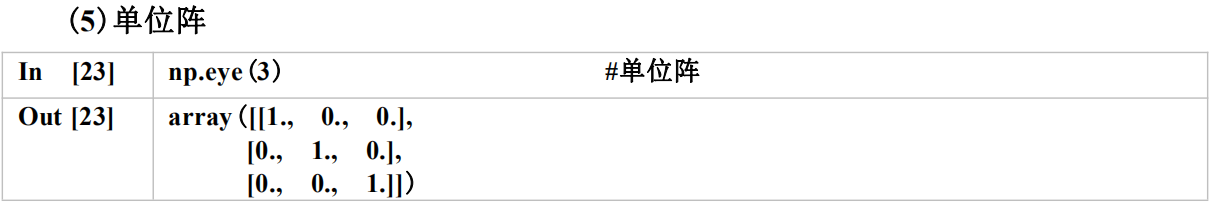 (5)单位阵
In [23] np.eye(3) #单位阵
Out [23] array([[1., 0., 0.],
[0., 1., 0.],
[0., 0., 1.]])